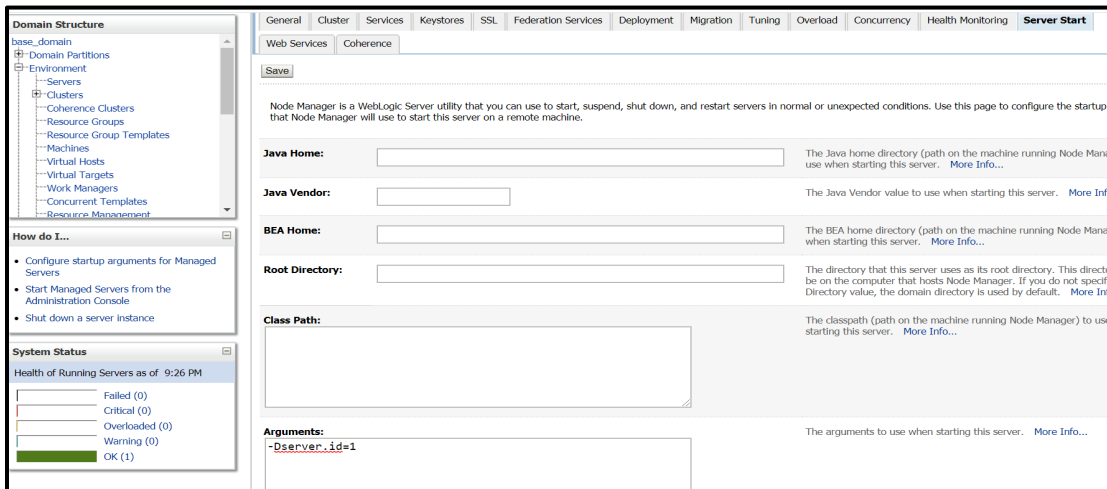 Domain Structure
base_domain
Domain Partitions
Environment
Servers
Clusters
Coherence Clusters
Resource Groups
Resource Group Templates
Machines
Virtual Hosts
Virtual Targets
Work Managers
Concurrent Templates
Resource Management
How do I...
Configure startup arguments for Managed
Servers
Start Managed Servers from the
Administration Console
Shut down a server instance
System Status
Health of Running Servers as of 9:26 PM
Failed (0)
Critical (0)
Overloaded (0)
Warning (0)
OK (1)
General Cluster Services Keystores SSL Federation Services Deployment Migration Tuning Overload Concurrency Health Monitoring Server Start
Web Services Coherence
Save
Node Manager is a WebLogic Server utility that you can use to start, suspend, shut down, and restart servers in normal or unexpected conditions. Use this page to configure the startup
that Node Manager will use to start this server on a remote machine.
Java Home:
The Java home directory (path on the machine running Node Mana
use when starting this server. More Info...
Java Vendor:
The Java Vendor value to use when starting this server. More Inf
BEA Home:
The BEA home directory (path on the machine running Node Mana
when starting this server. More Info...
Root Directory:
The directory that this server uses as its root directory. This direct
be on the computer that hosts Node Manager. If you do not specif
Directory value, the domain directory is used by default. More In
Class Path:
The classpath (path on the machine running Node Manager) to use
starting this server. More Info...
Arguments:
-Dserver.id=1
The arguments to use when starting this server. More Info...